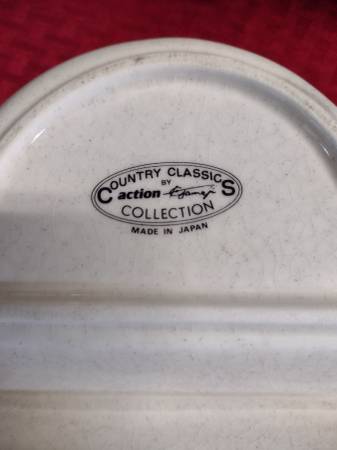 COUNTRY CLASSICS
BY
action
COLLECTION
MADE IN JAPAN